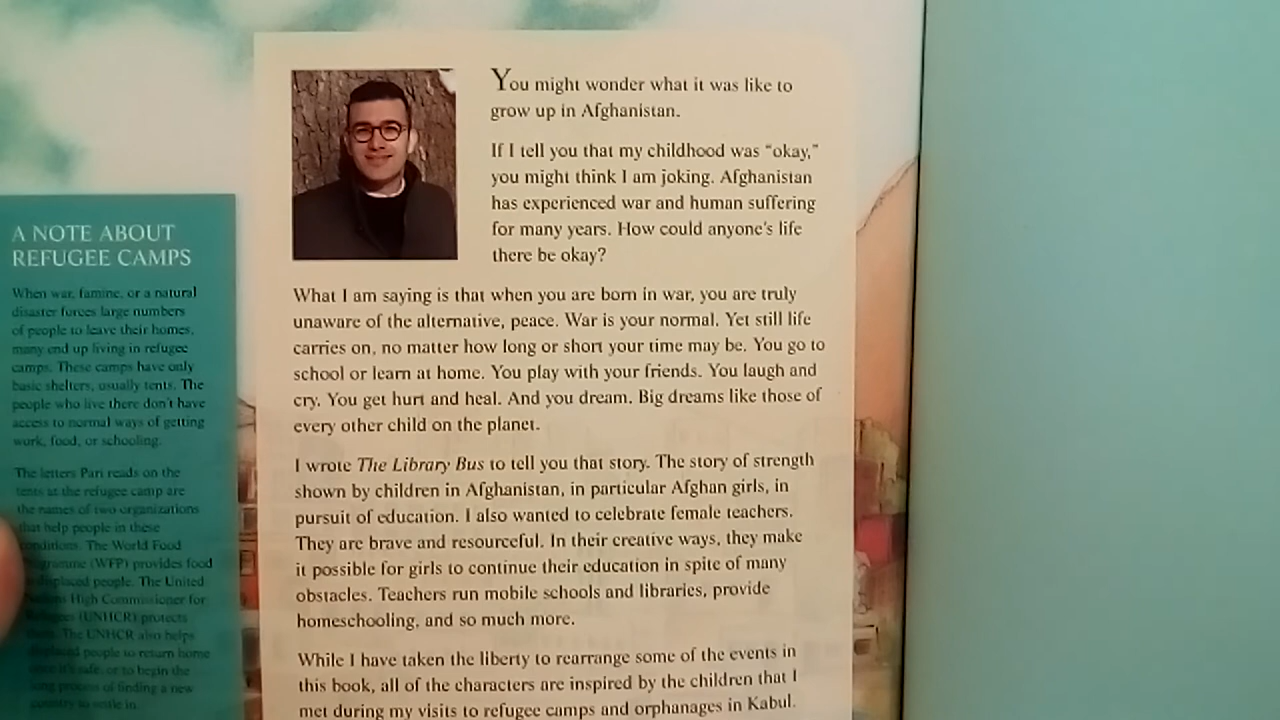 A NOTE ABOUT
REFUGEE CAMPS
When war, famine, or a natural
disaster forces large numbers
of people to leave their homes,
many end up living in refugee
camps. These camps have only
basic shelters, usually tents. The
people who live there don't have
access to normal ways of getting
work, food, or schooling.
The letters Pari reads on the
tents at the refugee camp are
the names of two organizations
that help people in these
conditions. The World Food
(WFP) provides food
displaced people. The United
High Commissioner for
(UNHCR) protects
The UNHCR also helps
displaced people to return home
once it's safe, or to begin the
long process of finding a new
country to settle in.
You might wonder what it was like to
grow up in Afghanistan.
If I tell you that my childhood was “okay,”
you might think I am joking. Afghanistan
has experienced war and human suffering
for many years. How could anyone's life
there be okay?
What I am saying is that when you are born in war, you are truly
unaware of the alternative, peace. War is your normal. Yet still life
carries on, no matter how long or short your time may be. You go to
school or learn at home. You play with your friends. You laugh and
cry. You get hurt and heal. And you dream. Big dreams like those of
every other child on the planet.
I wrote The Library Bus to tell you that story. The story of strength
shown by children in Afghanistan, in particular Afghan girls, in
pursuit of education. I also wanted to celebrate female teachers.
They are brave and resourceful. In their creative ways, they make
it possible for girls to continue their education in spite of many
obstacles. Teachers run mobile schools and libraries, provide
homeschooling, and so much more.
While I have taken the liberty to rearrange some of the events in
this book, all of the characters are inspired by the children that I
met during my visits to refugee camps and orphanages in Kabul.